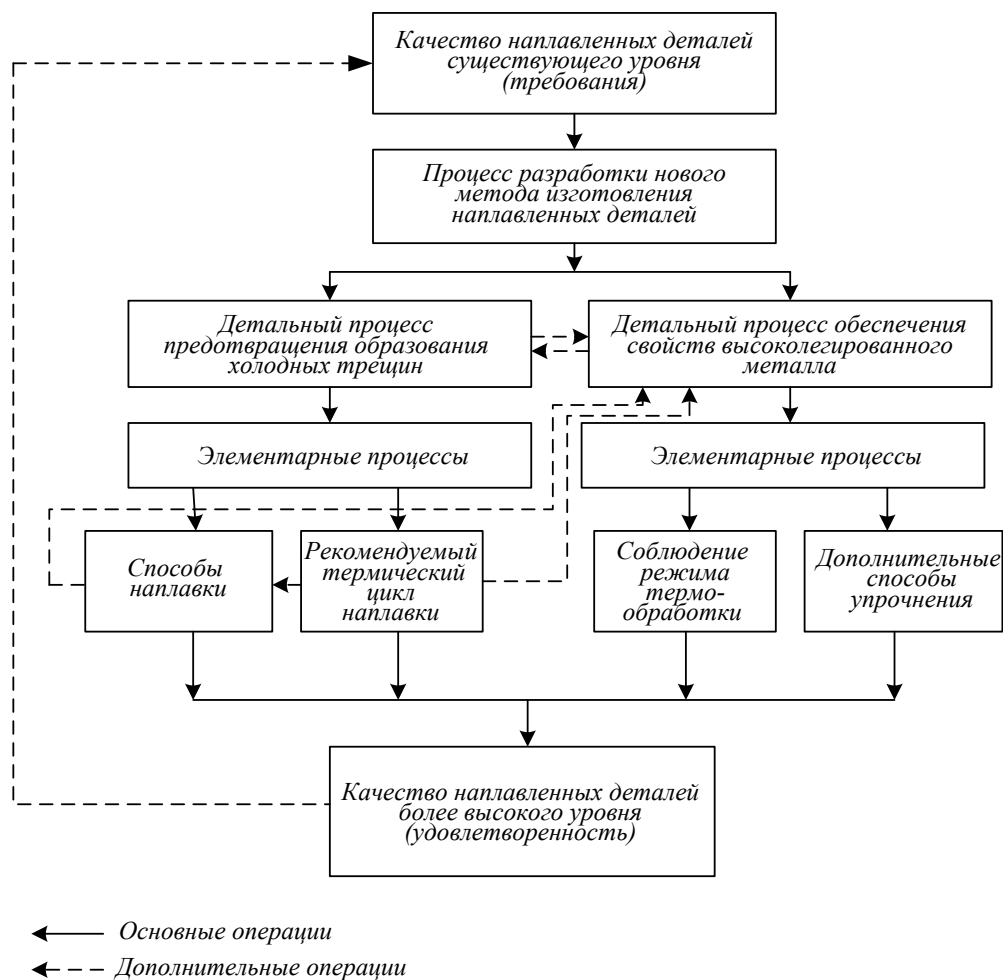 Качество наплавленных деталей
существующего уровня
(требования)
Процесс разработки нового
метода изготовления
наплавленных деталей
Детальный процесс
предотвращения образования
холодных трещин
Детальный процесс обеспечения
свойств высоколегированного
металла
Элементарные процессы
Элементарные процессы
Способы
наплавки
Рекомендуемый
термический
цикл
наплавки
Соблюдение
режима
термо-
обработки
Дополнительные
способы
упрочнения
Качество наплавленных деталей
более высокого уровня
(удовлетворенность)
Основные операции
Дополнительные операции